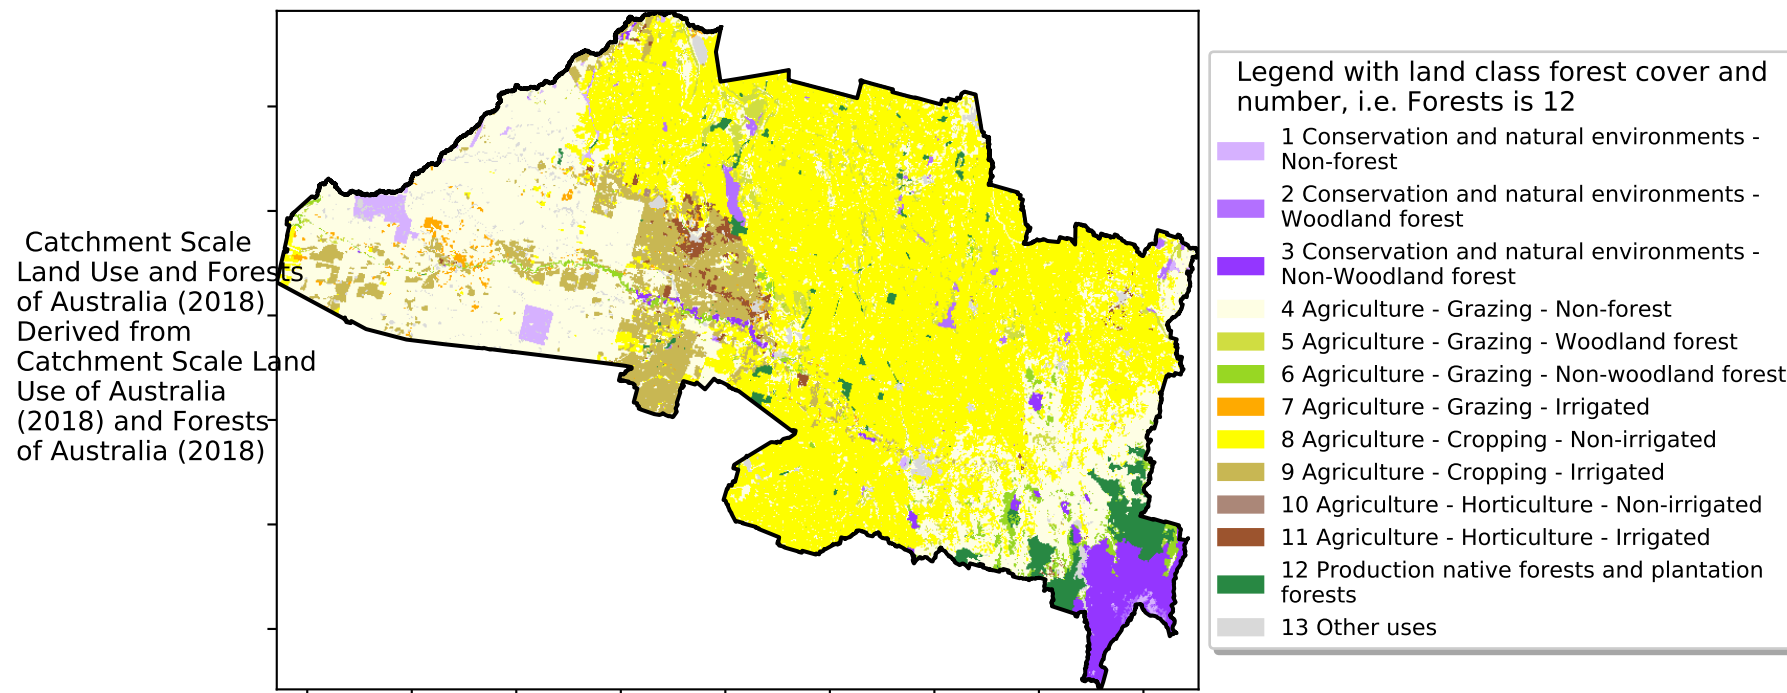 Catchment Scale
Land Use and Forests
of Australia (2018)
Derived from
Catchment Scale Land
Use of Australia
(2018) and Forests
of Australia (2018)
Legend with land class forest cover and
number, i.e. Forests is 12
1 Conservation and natural environments -
Non-forest
2 Conservation and natural environments -
Woodland forest
3 Conservation and natural environments -
Non-Woodland forest
4 Agriculture - Grazing - Non-forest
5 Agriculture - Grazing - Woodland forest
6 Agriculture - Grazing - Non-woodland forest
7 Agriculture - Grazing - Irrigated
8 Agriculture - Cropping - Non-irrigated
9 Agriculture - Cropping - Irrigated
10 Agriculture - Horticulture - Non-irrigated
11 Agriculture - Horticulture - Irrigated
12 Production native forests and plantation
forests
13 Other uses